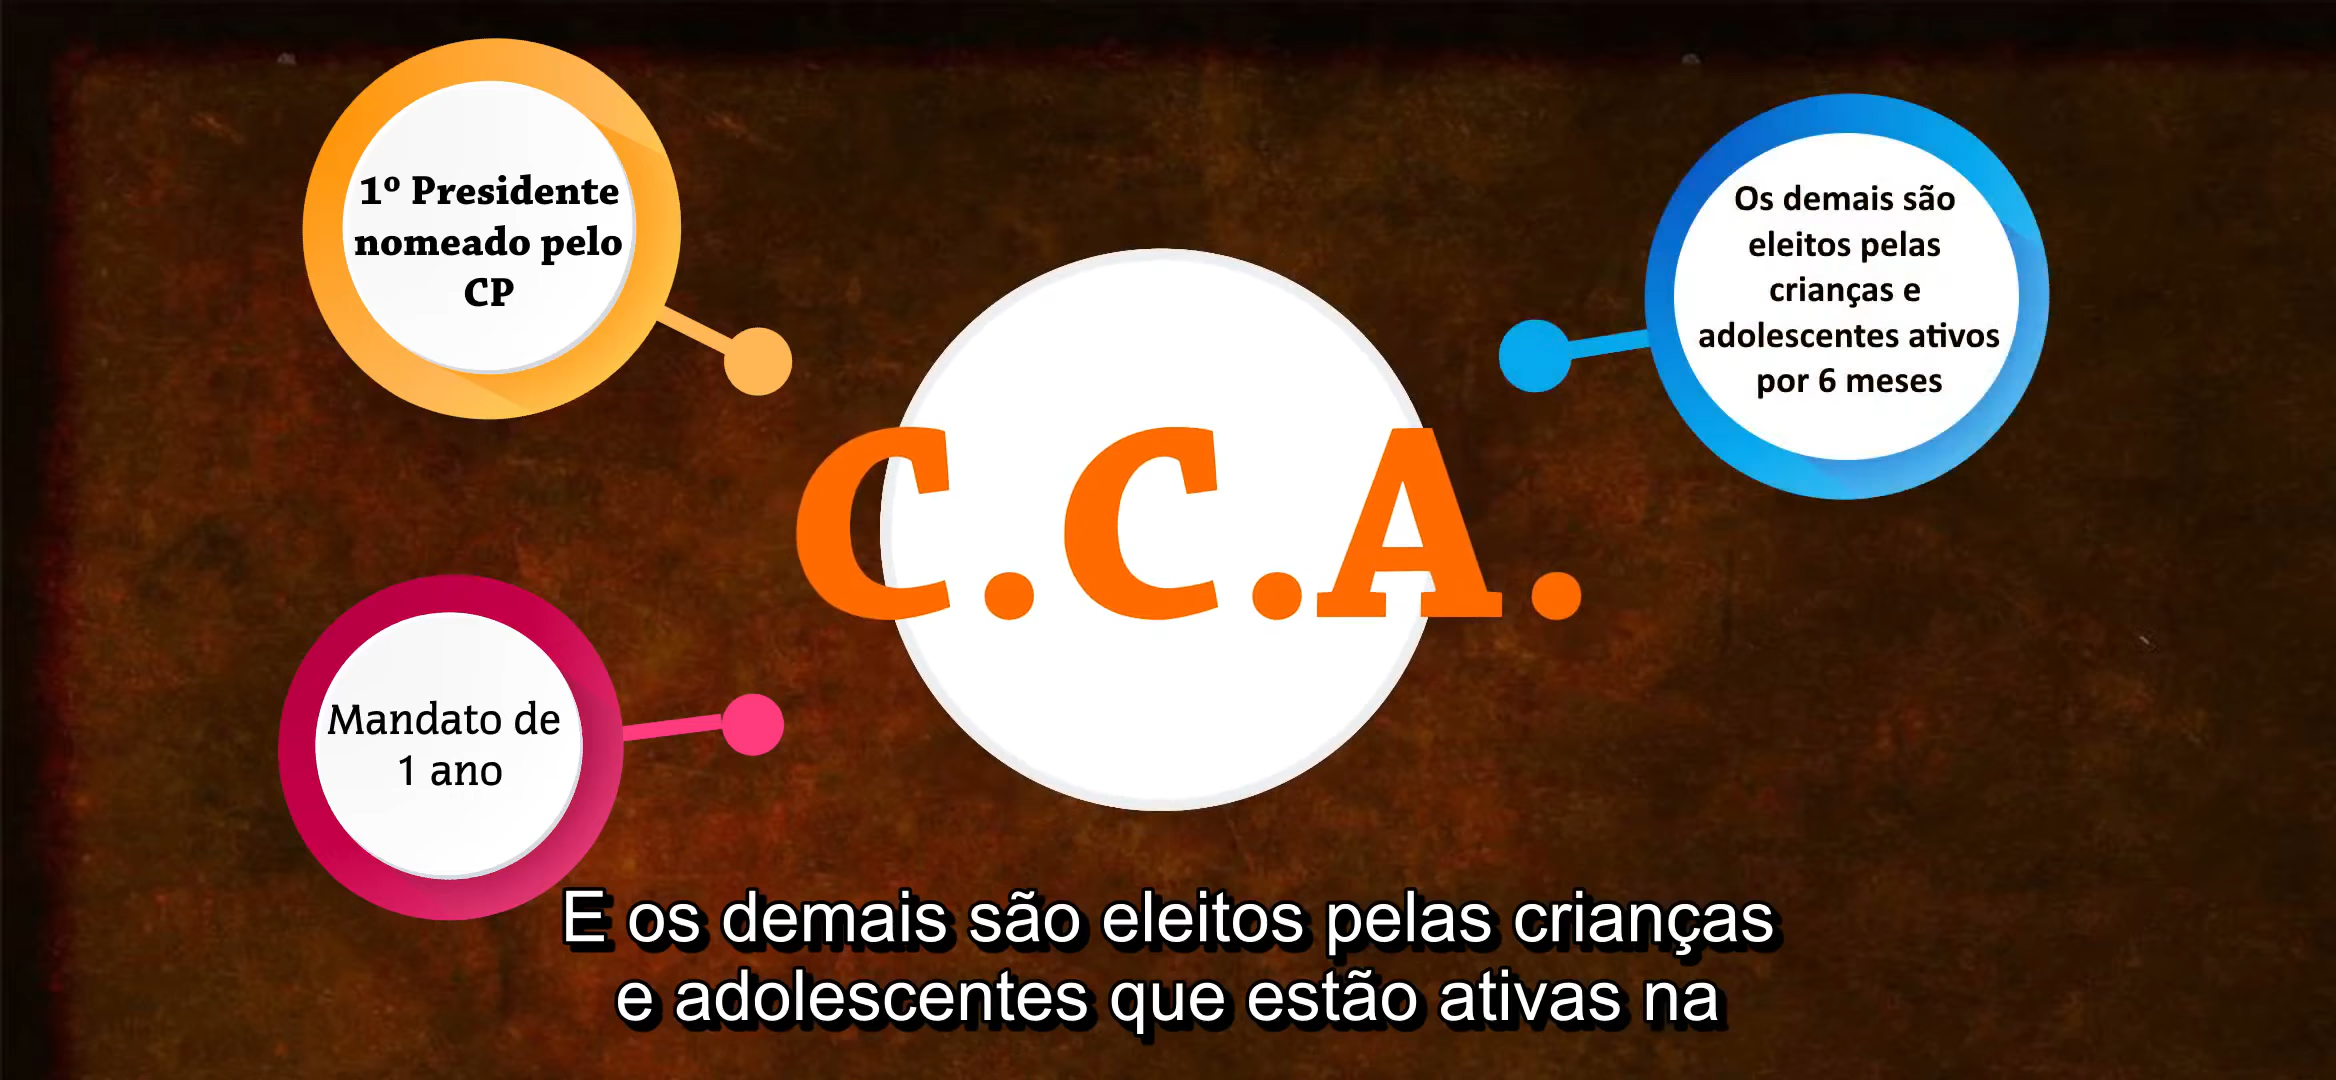 1º Presidente
nomeado pelo
CP
Os demais são
eleitos pelas
crianças e
adolescentes ativos
por 6 meses
C.C.A.
Mandato de
1 ano
E os demais são eleitos pelas crianças
e adolescentes que estão ativas na